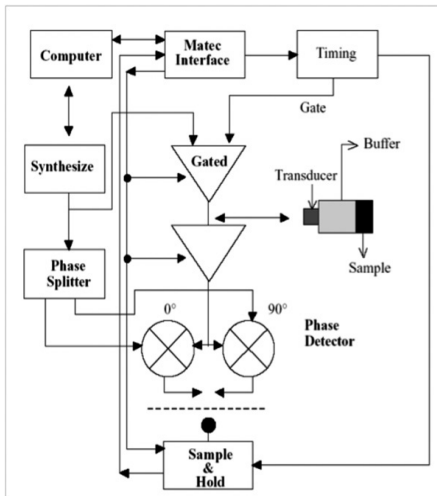 Computer
Matec
Interface
Timing
Gate
Synthesize
Gated
Buffer
Transducer
Sample
Phase
Splitter
0°
90°
Phase
Detector
Sample
&
Hold